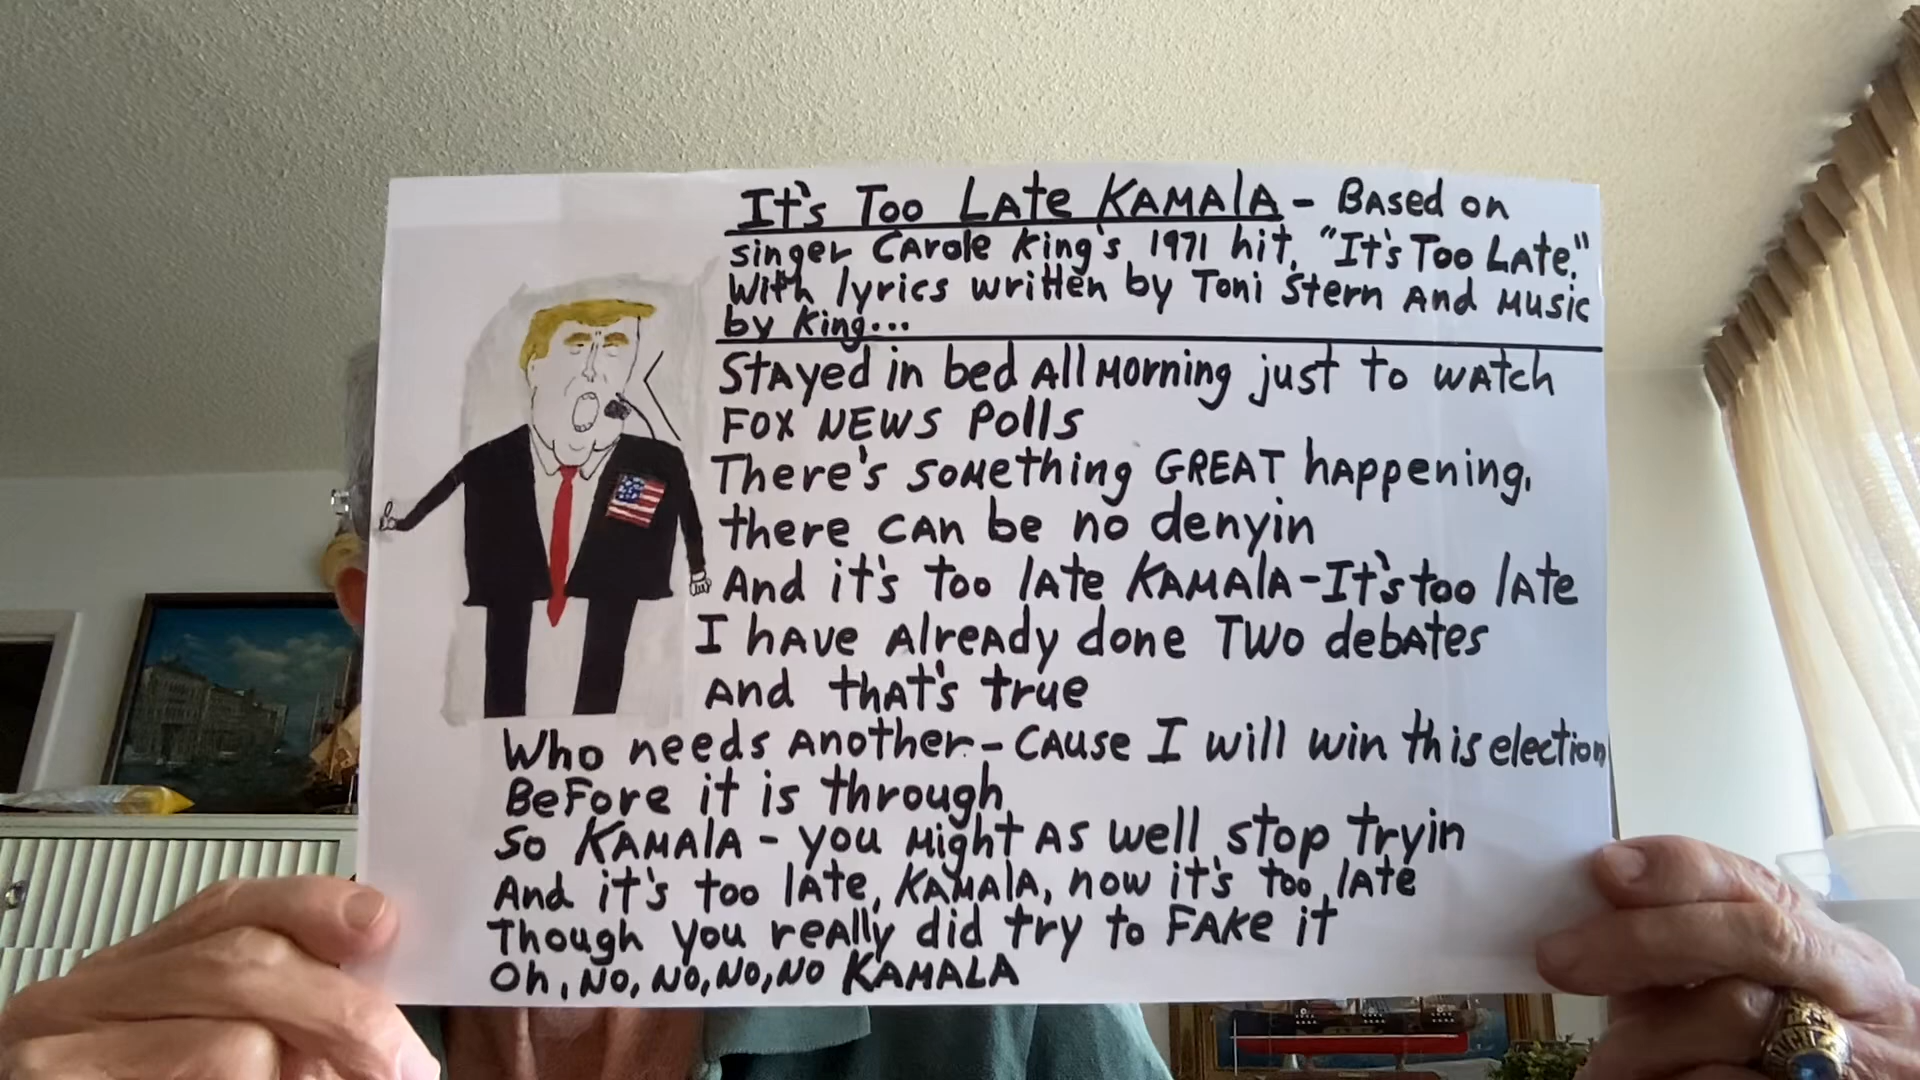 It's Too Late KAMALA - Based on
singer Carole King's 1971 hit, "It's Too Late."
With lyrics written by Toni Stern And Music
by King...
Stayed in bed All Morning just to watch
FOX NEWS Polls
There's something GREAT happening,
there can be no denyin
And it's too late KAMALA - It's too late
I have Already done TWO debates
And that's true
Who needs another - Cause I will win this election
Before it is through
So KAMALA - you might as well stop tryin
And it's too late, KAMALA, now it's too late
Though you really did try to FAKE it
Oh, No, No, No, No KAMALA